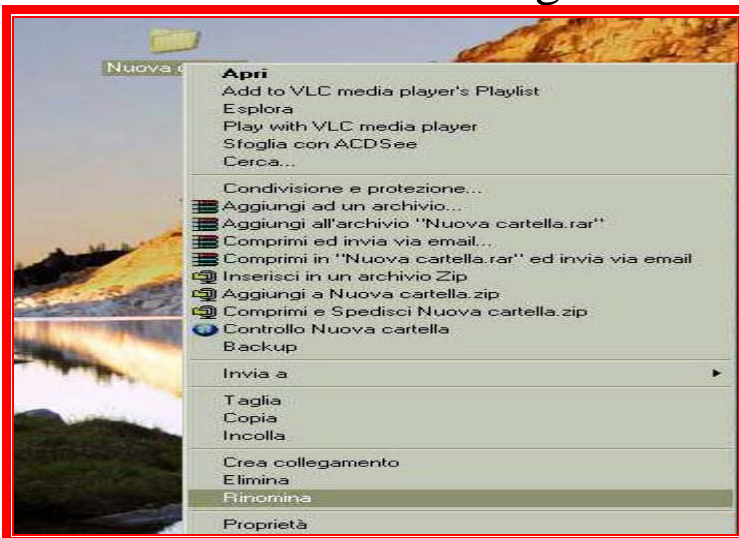 Nuova c
Apri
Add to VLC media player's Playlist
Esplora
Play with VLC media player
Sfoglia con ACDSee
Cerca...
Condivisione e protezione...
Aggiungi ad un archivio...
Aggiungi all'archivio "Nuova cartella.rar"
Comprimi ed invia via email...
Comprimi in "Nuova cartella.rar" ed invia via email
Inserisci in un archivio Zip
Aggiungi a Nuova cartella.zip
Comprimi e Spedisci Nuova cartella.zip
Controllo Nuova cartella
Backup
Invia a
Taglia
Copia
Incolla
Crea collegamento
Elimina
Rinomina
Proprietà